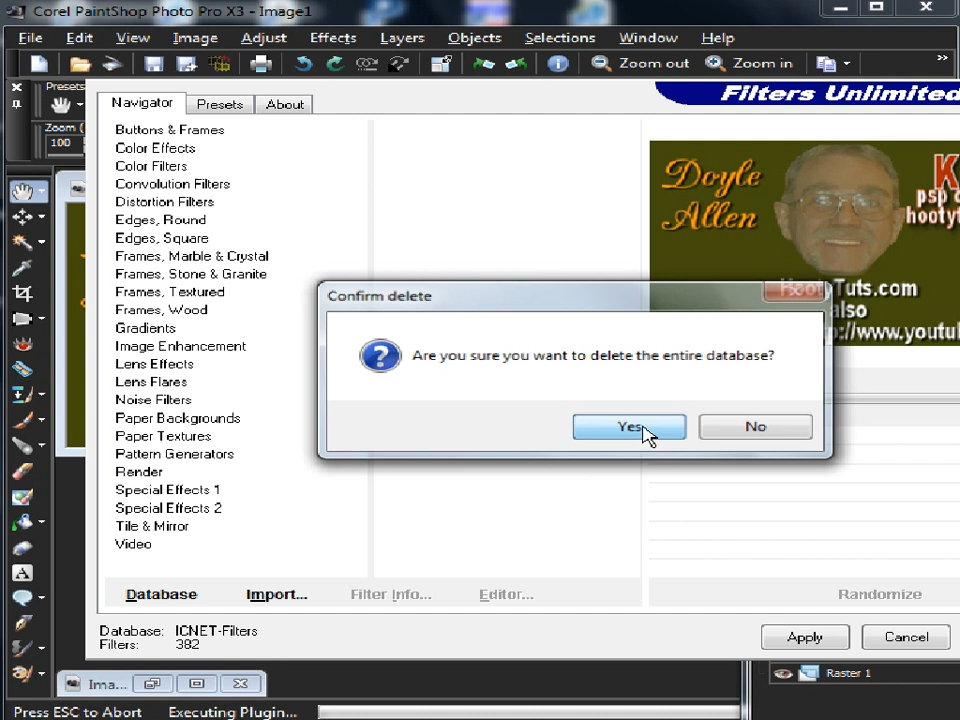 Corel PaintShop Photo Pro X3 - Image1
File Edit View Image Adjust Effects Layers Objects Selections Window Help
Zoom out Zoom in
Presets
Zoom (
100
Navigator Presets About
Filters Unlimited
Buttons & Frames
Color Effects
Color Filters
Convolution Filters
Distortion Filters
Edges, Round
Edges, Square
Frames, Marble & Crystal
Frames, Stone & Granite
Frames, Textured
Frames, Wood
Gradients
Image Enhancement
Lens Effects
Lens Flares
Noise Filters
Paper Backgrounds
Paper Textures
Pattern Generators
Render
Special Effects 1
Special Effects 2
Tile & Mirror
Video
Doyle
Allen
K
psp
hooty
HootyTuts.com
also
://www.youtu
Confirm delete
Are you sure you want to delete the entire database?
Yes No
Database Import... Filter Info... Editor... Randomize
Database: ICNET-Filters
Filters: 382
Apply Cancel
Ima...
Raster 1
Press ESC to Abort Executing Plugin...